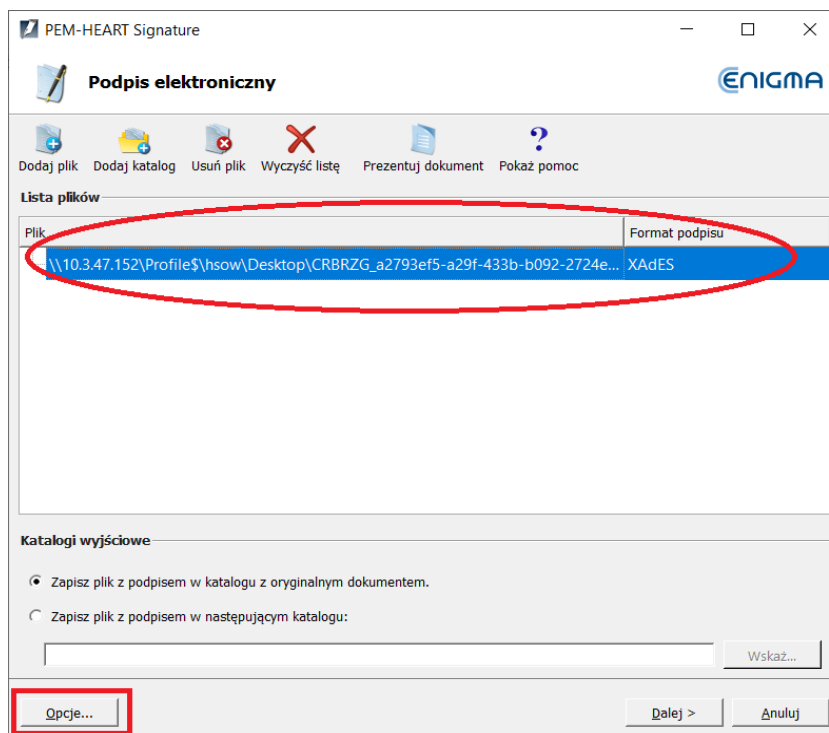 PEM-HEART Signature
Podpis elektroniczny
ENIGMA
Dodaj plik Dodaj katalog Usuń plik Wyczyść listę Prezentuj dokument Pokaż pomoc
Lista plików
Plik Format podpisu
\\10.3.47.152\Profile$\hsow\Desktop\CRBRZG_a2793ef5-a29f-433b-b092-2724e... XAdES
Katalogi wyjściowe
Zapisz plik z podpisem w katalogu z oryginalnym dokumentem.
Zapisz plik z podpisem w następującym katalogu:
Wskaż...
Opcje... Dalej > Anuluj